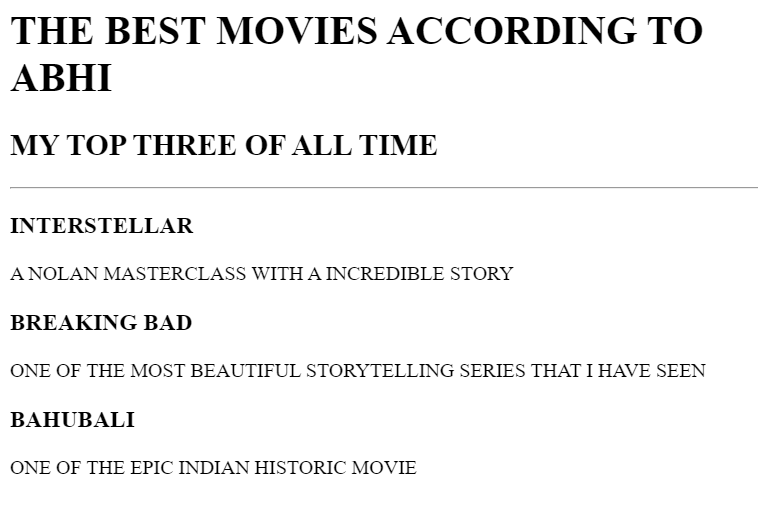 THE BEST MOVIES ACCORDING TO
ABHI
MY TOP THREE OF ALL TIME
INTERSTELLAR
A NOLAN MASTERCLASS WITH A INCREDIBLE STORY
BREAKING BAD
ONE OF THE MOST BEAUTIFUL STORYTELLING SERIES THAT I HAVE SEEN
BAHUBALI
ONE OF THE EPIC INDIAN HISTORIC MOVIE